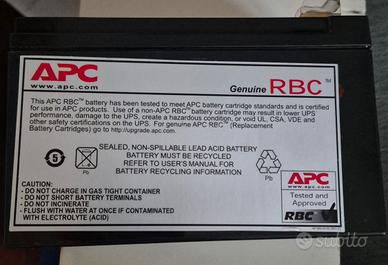 APC
www.apc.com
Genuine RBC™
This APC RBC™ battery has been tested to meet APC battery cartridge standards and is certified
for use in APC UPS. Use of a non-APC RBC™ battery cartridge may result in lower UPS
performance, damage to the UPS, create a hazardous condition, or void UL, CSA, VDE and
other safety certifications on the UPS. For genuine APC RBC™ (Replacement
Battery Cartridges) go to http://upgrade.apc.com.
SEALED, NON-SPILLABLE LEAD ACID BATTERY
BATTERY MUST BE RECYCLED
REFER TO USER'S MANUAL FOR
BATTERY REPLACEMENT
5
Pb
Pb
CAUTION:
- DO NOT CHARGE IN GAS TIGHT CONTAINER
- DO NOT SHORT BATTERY TERMINALS
- DO NOT INCINERATE
- FLUSH WITH WATER AT ONCE IF CONTACTED
WITH ELECTROLYTE (ACID)
APC
Tested and
Approved
RBC
subito